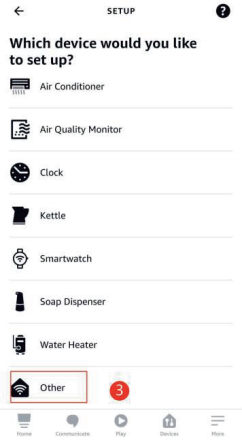 SETUP
?
Which device would you like
to set up?
Air Conditioner
Air Quality Monitor
Clock
Kettle
Smartwatch
Soap Dispenser
Water Heater
Other
3
Home Communicate Play Devices More